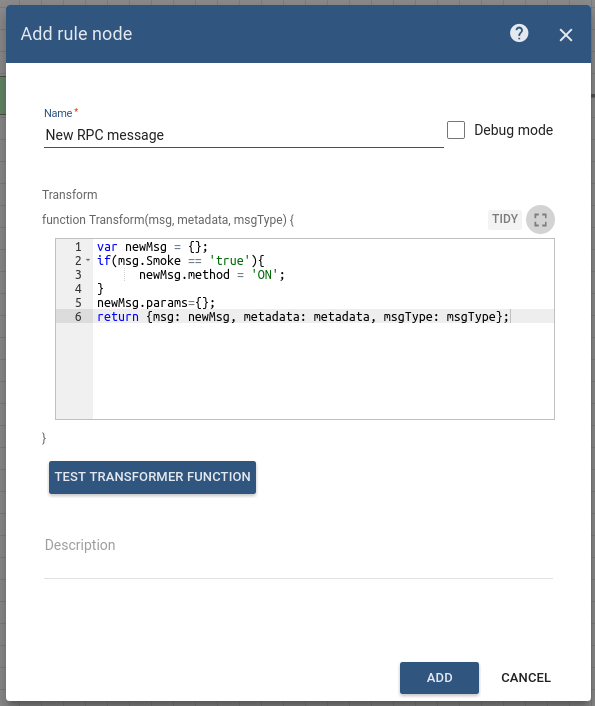 Add rule node
?
Name*
New RPC message
Debug mode
Transform
function Transform(msg, metadata, msgType) {
TIDY
1 var newMsg = {};
2 if(msg.Smoke == 'true'){
3 newMsg.method = 'ON';
4 }
5 newMsg.params={};
6 return {msg: newMsg, metadata: metadata, msgType: msgType};
}
TEST TRANSFORMER FUNCTION
Description
ADD
CANCEL